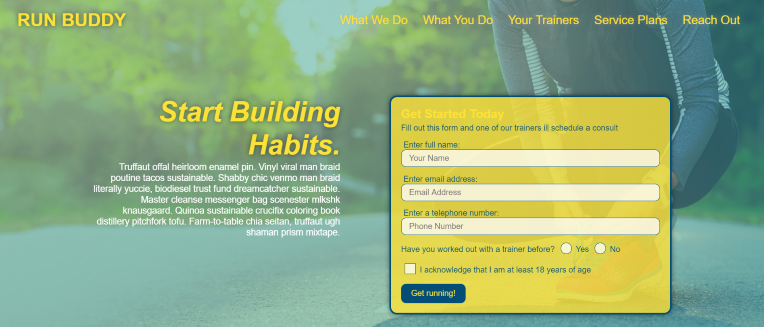 RUN BUDDY
What We Do What You Do Your Trainers Service Plans Reach Out
Start Building
Habits.
Truffaut offal heirloom enamel pin. Vinyl viral man braid
poutine tacos sustainable. Shabby chic venmo man braid
literally yuccie, biodiesel trust fund dreamcatcher sustainable.
Master cleanse messenger bag scenester mlkshk
knausgaard. Quinos sustainable crucifix coloring book
distillery pitchfork tofu. Farm-to-table chia seitan, truffaut ugh
shaman prism mixtape.
Get Started Today
Fill out this form and one of our trainers ill schedule a consult
Enter full name:
Your Name
Enter email address:
Email Address
Enter a telephone number:
Phone Number
Have you worked out with a trainer before? Yes No
I acknowledge that I am at least 18 years of age
Get running!